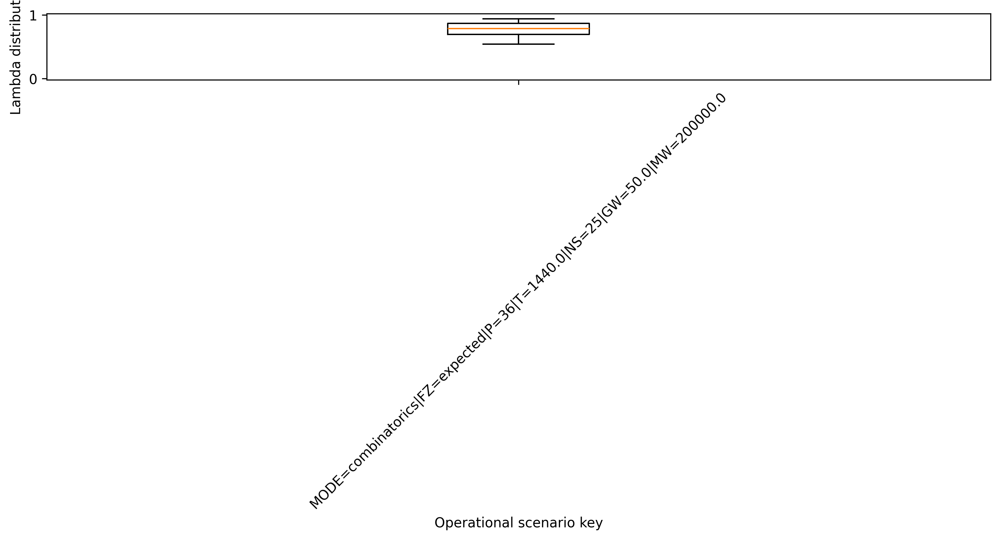 Lambda distribut
1
0
MODE=combinatorics|FZ=expected|P=36|T=1440.0|NS=25|GW=50.0|MW=200000.0
Operational scenario key